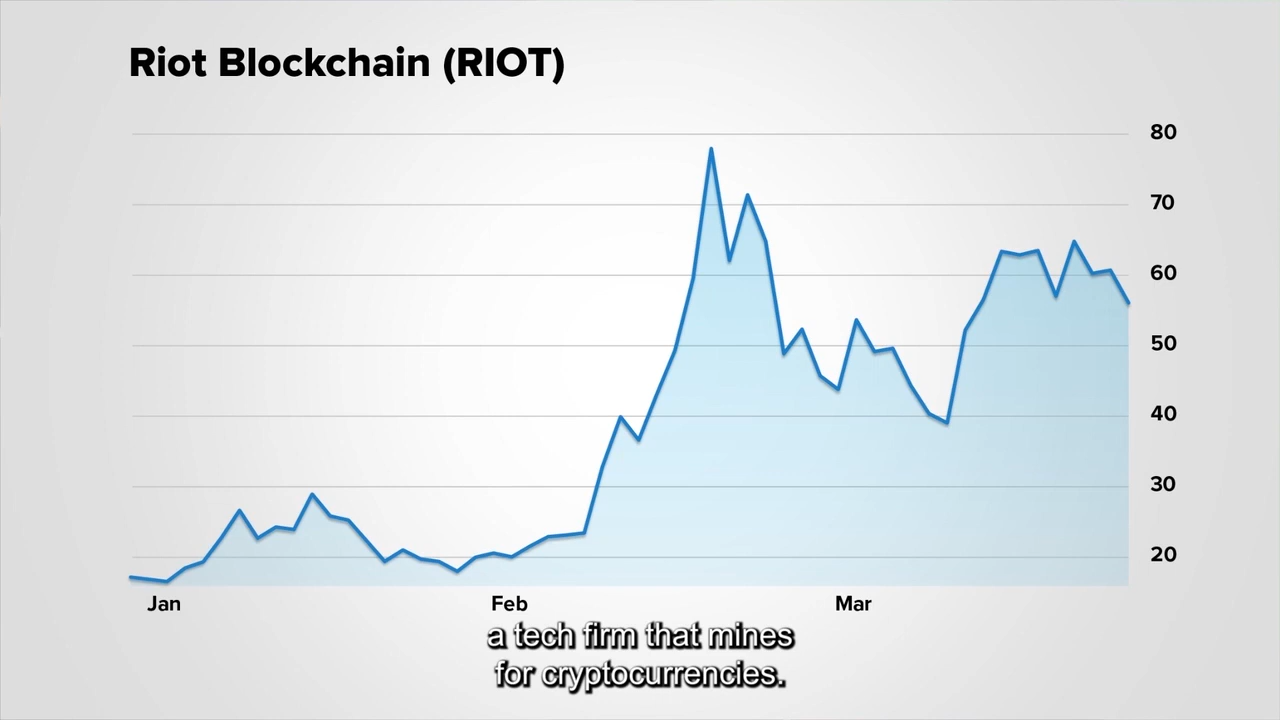 Riot Blockchain (RIOT)
80
70
60
50
40
30
20
Jan Feb Mar
a tech firm that mines
for cryptocurrencies.